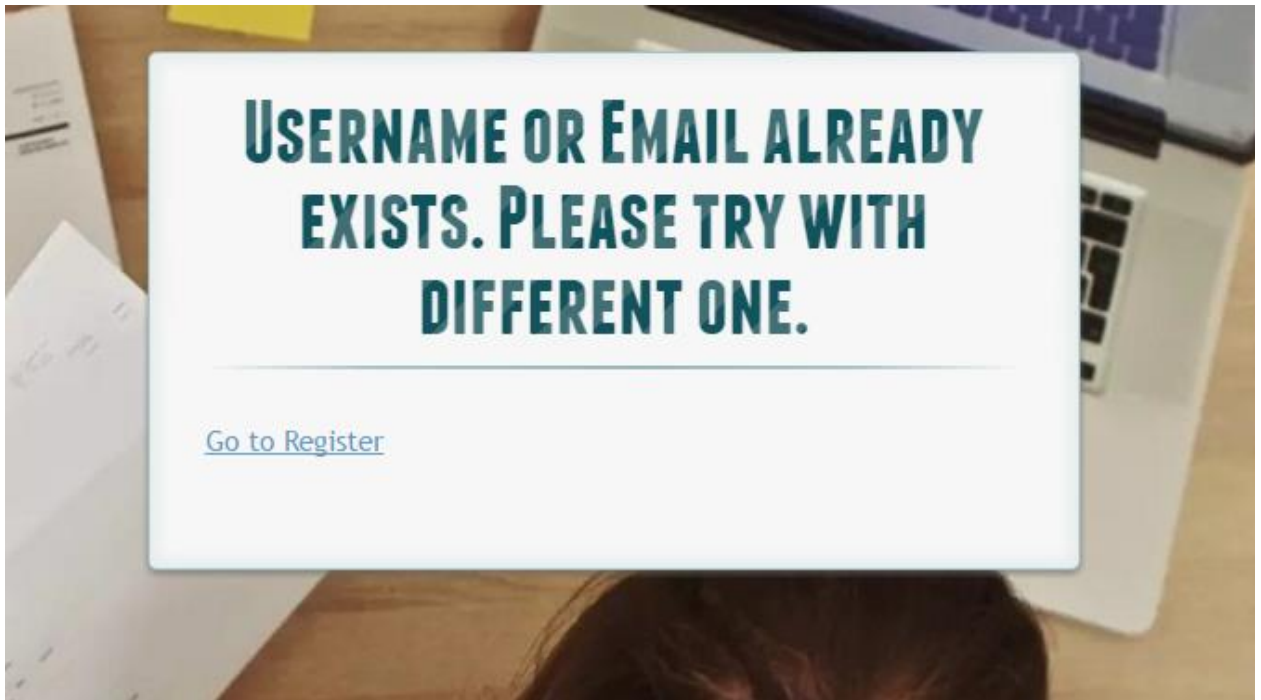 Username or Email already
exists. Please try with
different one.
Go to Register